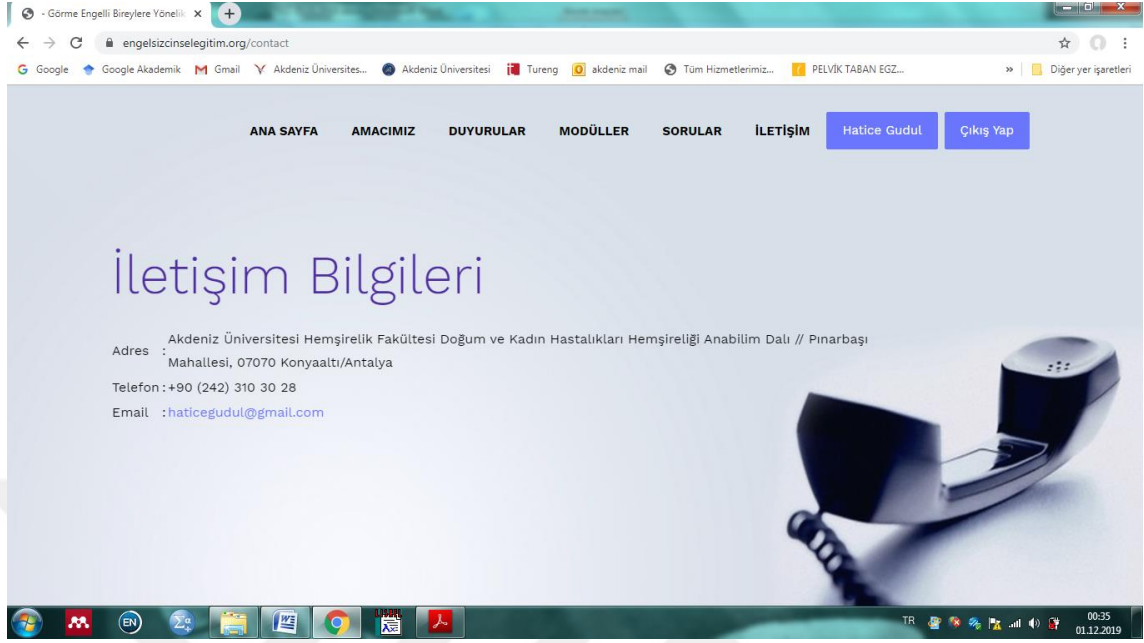 - Görme Engelli Bireylere Yönelik
engelsizcinselegitim.org/contact
Google Google Akademik Gmail Akdeniz Üniversites... Akdeniz Üniversitesi Tureng akdeniz mail Tüm Hizmetlerimiz... PELVİK TABAN EGZ... » Diğer yer işaretleri
ANA SAYFA AMACIMIZ DUYURULAR MODÜLLER SORULAR İLETİŞİM Hatice Gudul Çıkış Yap
İletişim Bilgileri
Adres : Akdeniz Üniversitesi Hemşirelik Fakültesi Doğum ve Kadın Hastalıkları Hemşireliği Anabilim Dalı // Pınarbaşı
Mahallesi, 07070 Konyaaltı/Antalya
Telefon : +90 (242) 310 30 28
Email : haticegudul@gmail.com
EN TR 00:35
01.12.2019